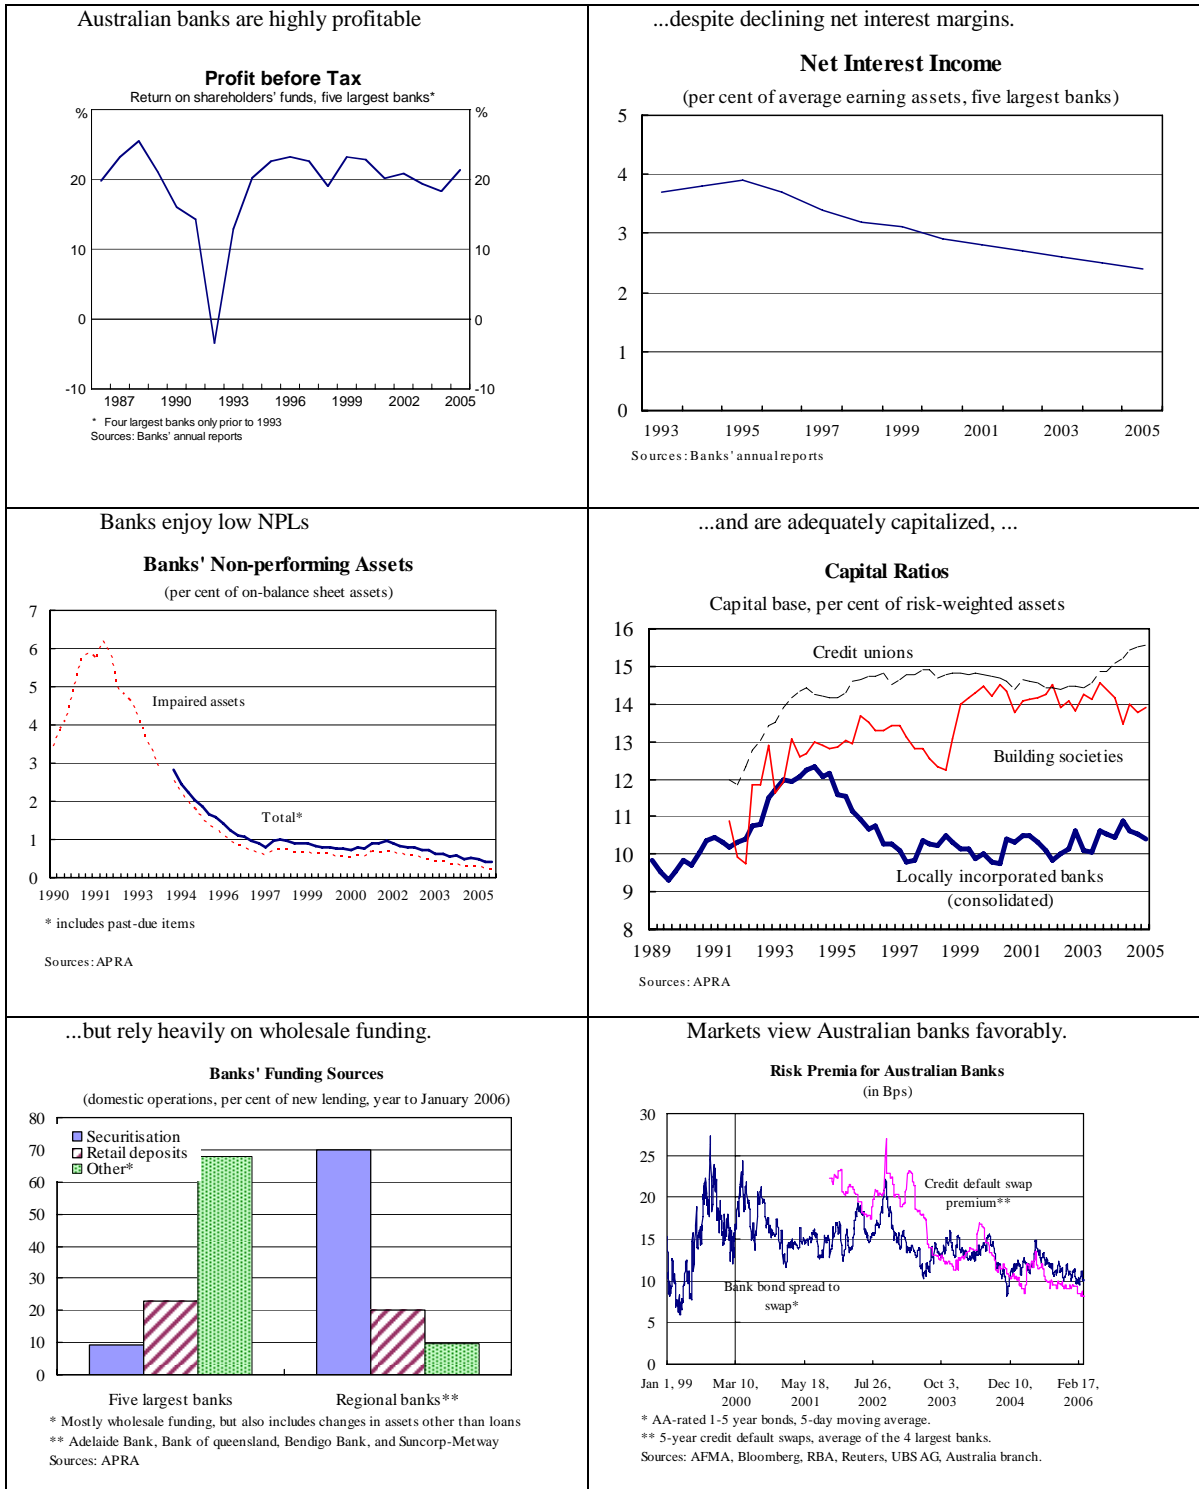 Australian banks are highly profitable
Profit before Tax
Return on shareholders' funds, five largest banks*
% %
20 20
10 10
0 0
-10 -10
1987 1990 1993 1996 1999 2002 2005
* Four largest banks only prior to 1993
Sources: Banks' annual reports
...despite declining net interest margins.
Net Interest Income
(per cent of average earning assets, five largest banks)
5
4
3
2
1
0
1993 1995 1997 1999 2001 2003 2005
Sources: Banks' annual reports
Banks enjoy low NPLs
Banks' Non-performing Assets
(per cent of on-balance sheet assets)
7
6
5
4
3
2
1
0
Impaired assets
Total*
1990 1991 1993 1994 1996 1997 1999 2000 2002 2003 2005
* includes past-due items
Sources: APRA
...and are adequately capitalized, ...
Capital Ratios
Capital base, per cent of risk-weighted assets
16
15
14
13
12
11
10
9
8
Credit unions
Building societies
Locally incorporated banks
(consolidated)
1989 1991 1993 1995 1997 1999 2001 2003 2005
Sources: APRA
...but rely heavily on wholesale funding.
Banks' Funding Sources
(domestic operations, per cent of new lending, year to January 2006)
80
70
60
50
40
30
20
10
0
Securitisation
Retail deposits
Other*
Five largest banks Regional banks**
* Mostly wholesale funding, but also includes changes in assets other than loans
** Adelaide Bank, Bank of queensland, Bendigo Bank, and Suncorp-Metway
Sources: APRA
Markets view Australian banks favorably.
Risk Premia for Australian Banks
(in Bps)
30
25
20
15
10
5
0
Credit default swap
premium**
Bank bond spread to
swap*
Jan 1, 99 Mar 10, May 18, Jul 26, Oct 3, Dec 10, Feb 17,
2000 2001 2002 2003 2004 2006
* AA-rated 1-5 year bonds, 5-day moving average.
** 5-year credit default swaps, average of the 4 largest banks.
Sources: AFMA, Bloomberg, RBA, Reuters, UBS AG, Australia branch.